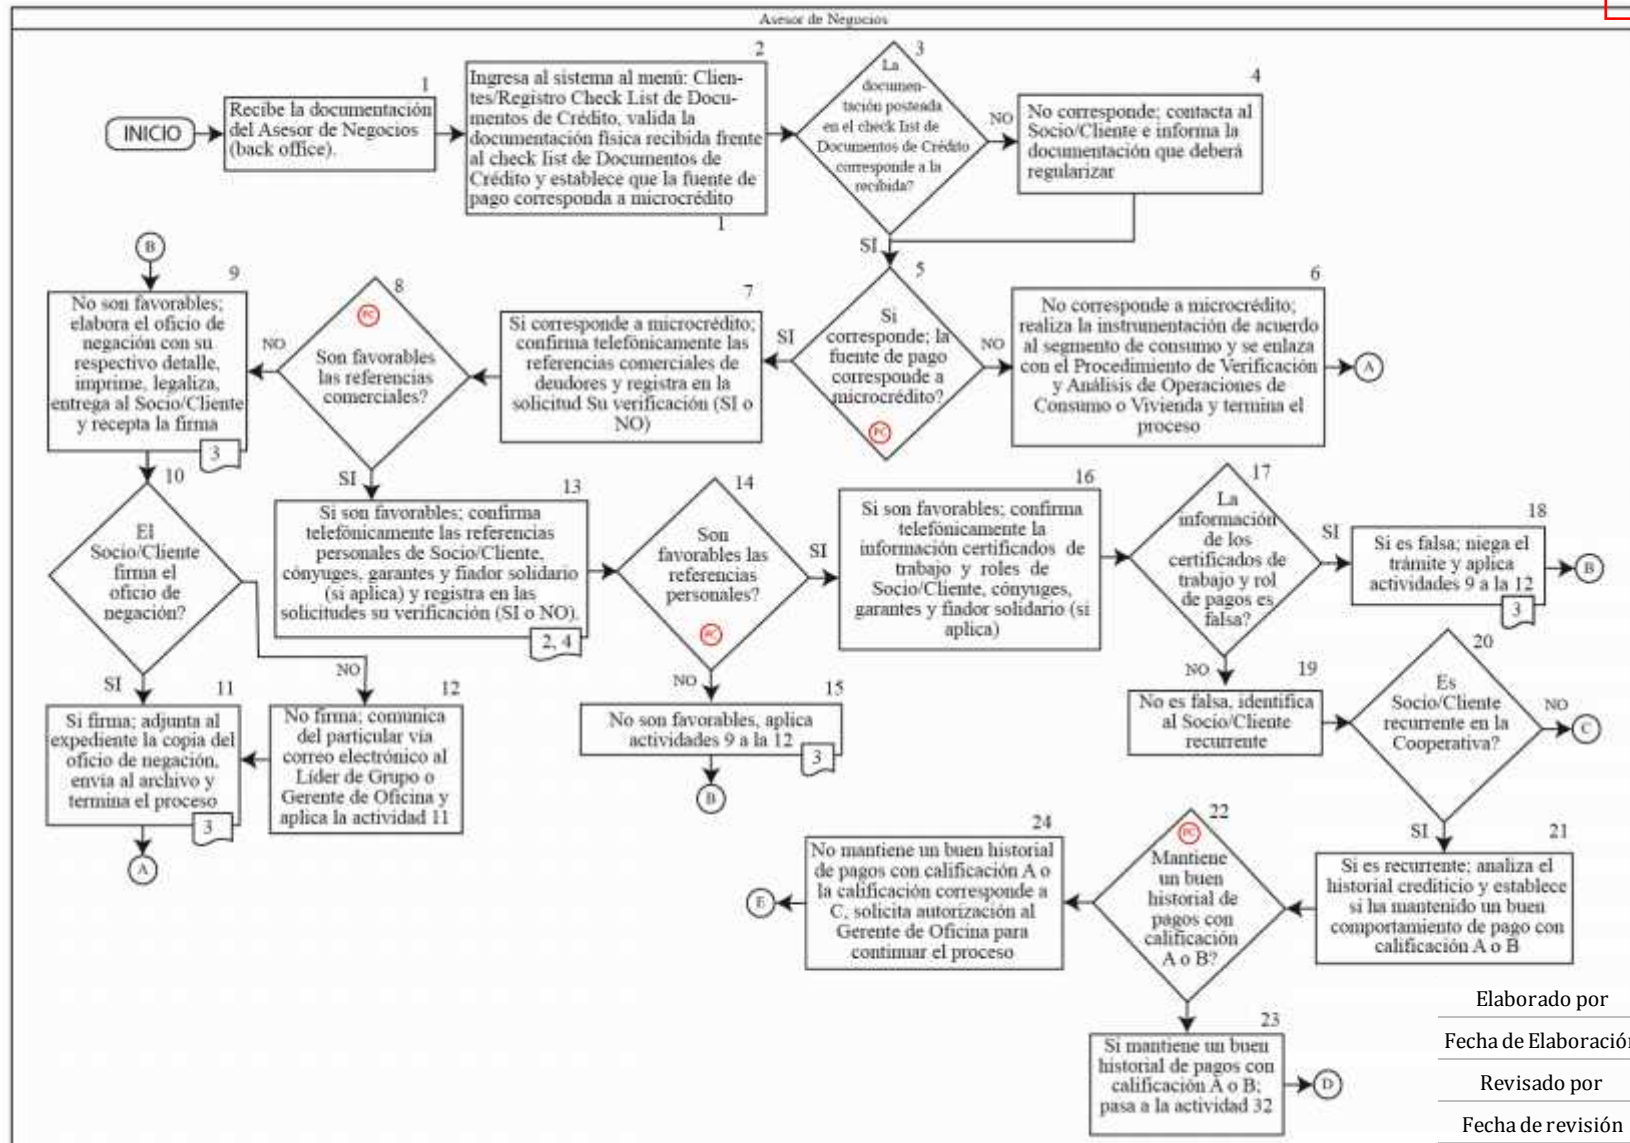 Asesor de Negocios
INICIO
1
Recibe la documentación
del Asesor de Negocios
(back office).
2
Ingresa al sistema al menú: Clien-
tes/Registro Check List de Docu-
mentos de Crédito, valida la
documentación física recibida frente
al check list de Documentos de
Crédito y establece que la fuente de
pago corresponda a microcrédito
1
3
La
documen-
tación posteada
en el check list de
Documentos de Crédito
corresponde a la
recibida?
NO
SI
4
No corresponde; contacta al
Socio/Cliente e informa la
documentación que deberá
regularizar
5
Si
corresponde; la
fuente de pago
corresponde a
microcrédito?
PC
NO
SI
6
No corresponde a microcrédito;
realiza la instrumentación de acuerdo
al segmento de consumo y se enlaza
con el Procedimiento de Verificación
y Análisis de Operaciones de
Consumo o Vivienda y termina el
proceso
A
7
Si corresponde a microcrédito;
confirma telefónicamente las
referencias comerciales de
deudores y registra en la
solicitud Su verificación (SI o
NO)
8
PC
Son favorables
las referencias
comerciales?
NO
SI
B
9
No son favorables;
elabora el oficio de
negación con su
respectivo detalle,
imprime, legaliza,
entrega al Socio/Cliente
y recepta la firma
3
10
El
Socio/Cliente
firma el
oficio de
negación?
SI
NO
11
Si firma; adjunta al
expediente la copia del
oficio de negación,
envía al archivo y
termina el proceso
3
A
12
No firma; comunica
del particular vía
correo electrónico al
Líder de Grupo o
Gerente de Oficina y
aplica la actividad 11
13
Si son favorables; confirma
telefónicamente las referencias
personales de Socio/Cliente,
cónyuges, garantes y fiador solidario
(si aplica) y registra en las
solicitudes su verificación (SI o NO).
2, 4
14
Son
favorables las
referencias
personales?
PC
SI
NO
15
No son favorables, aplica
actividades 9 a la 12
3
B
16
Si son favorables; confirma
telefónicamente la
información certificados de
trabajo y roles de
Socio/Cliente, cónyuges,
garantes y fiador solidario (si
aplica)
17
La
información
de los
certificados de
trabajo y rol
de pagos es
falsa?
SI
NO
18
Si es falsa; niega el
trámite y aplica
actividades 9 a la 12
3
B
19
No es falsa, identifica
al Socio/Cliente
recurrente
20
Es
Socio/Cliente
recurrente en la
Cooperativa?
NO
C
SI
21
Si es recurrente; analiza el
historial crediticio y establece
si ha mantenido un buen
comportamiento de pago con
calificación A o B
22
PC
Mantiene
un buen
historial de
pagos con
calificación
A o B?
24
No mantiene un buen historial
de pagos con calificación A o
la calificación corresponde a
C, solicita autorización al
Gerente de Oficina para
continuar el proceso
E
23
Si mantiene un buen
historial de pagos con
calificación A o B;
pasa a la actividad 32
D
Elaborado por
Fecha de Elaboración
Revisado por
Fecha de revisión